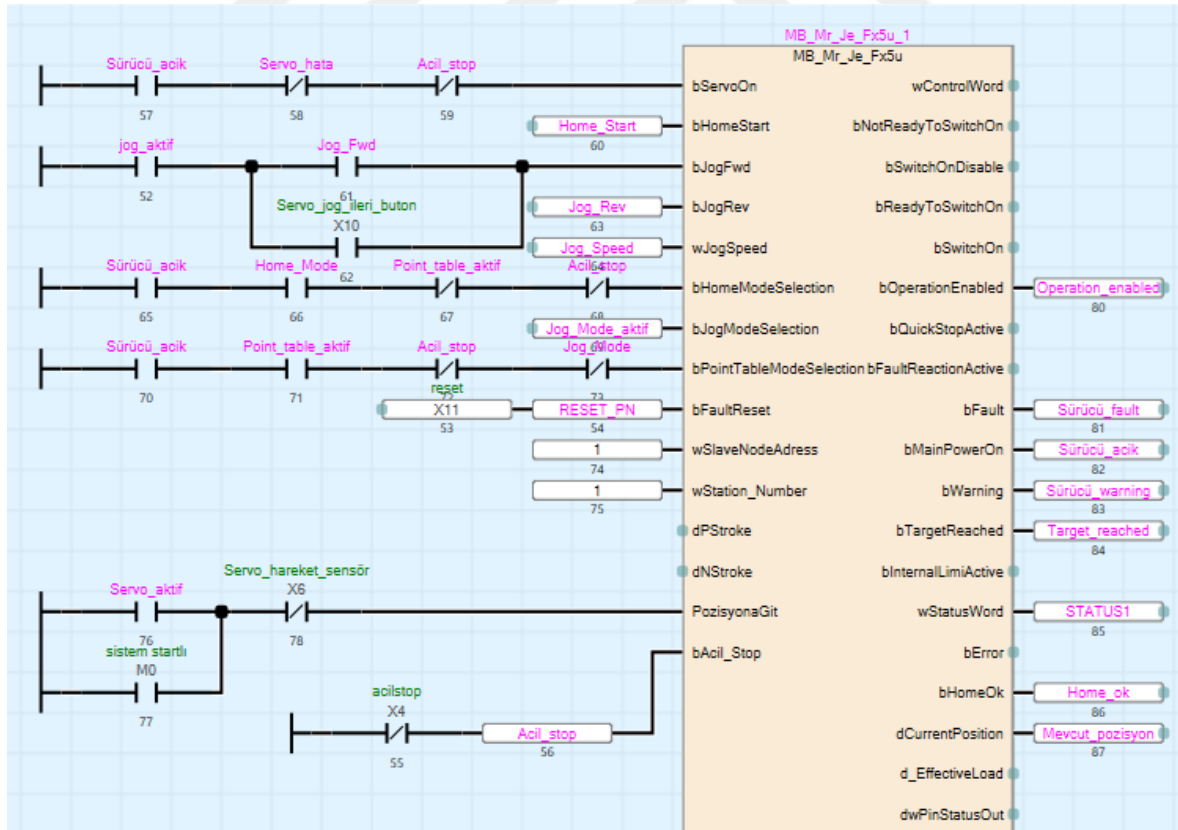 MB_Mr_Je_Fx5u_1
MB_Mr_Je_Fx5u
Sürücü_acik Servo_hata Acil_stop bServoOn wControlWord
57 58 59
Home_Start bHomeStart bNotReadyToSwitchOn
60
jog_aktif Jog_Fwd bJogFwd bSwitchOnDisable
52 61
Servo_jog_ileri_buton Jog_Rev bJogRev bReadyToSwitchOn
X10 63
Jog_Speed wJogSpeed bSwitchOn
62 64
Sürücü_acik Home_Mode Point_table_aktif Acil_stop bHomeModeSelection bOperationEnabled Operation_enabled
65 66 67 68 80
Jog_Mode_aktif bJogModeSelection bQuickStopActive
69
Sürücü_acik Point_table_aktif Acil_stop Jog_Mode bPointTableModeSelection bFaultReactionActive
70 71 72 73
reset
X11 RESET_PN bFaultReset bFault Sürücü_fault
53 54 81
1 wSlaveNodeAdress bMainPowerOn Sürücü_acik
74 82
1 wStation_Number bWarning Sürücü_warning
75 83
dPStroke bTargetReached Target_reached
84
Servo_hareket_sensör dNStroke bInternalLimiActive
Servo_aktif X6 PozisyonaGit wStatusWord STATUS1
76 78 85
sistem startlı bAcil_Stop bError
M0
77
acilstop bHomeOk Home_ok
X4 86
Acil_stop dCurrentPosition Mevcut_pozisyon
55 56 87
d_EffectiveLoad
dwPinStatusOut